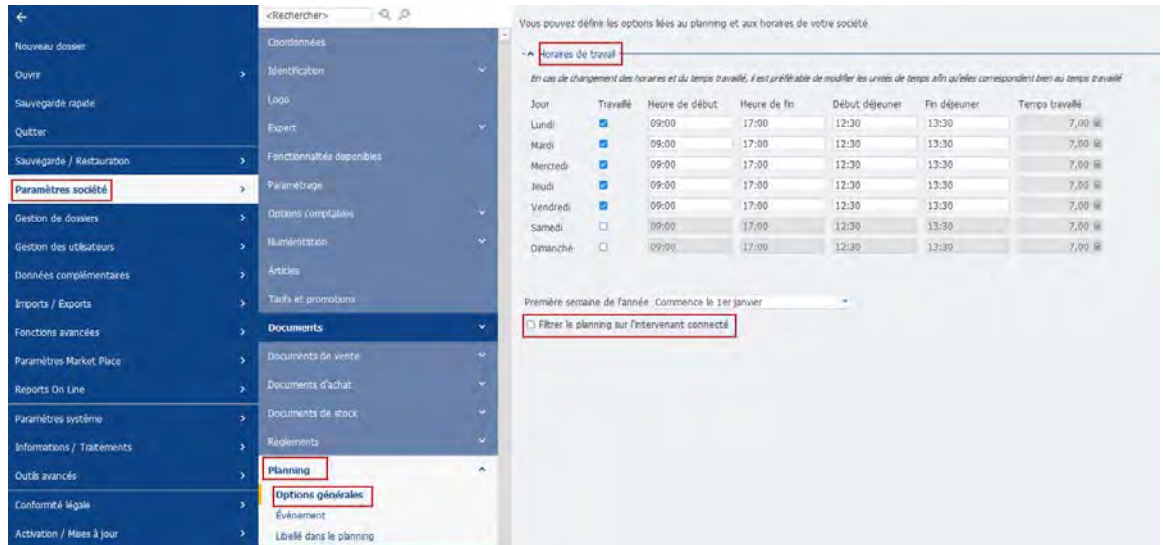 Nouveau dossier
Ouvrir
Sauvegarde rapide
Quitter
Sauvegarde / Restauration
Paramètres société
Gestion de dossiers
Gestion des utilisateurs
Données complémentaires
Imports / Exports
Fonctions avancées
Paramètres Market Place
Reports On Line
Paramètres système
Informations / Traitements
Outils avancés
Conformité légale
Activation / Mises à jour
<Rechercher>
Coordonnées
Identification
Logo
Expert
Fonctionnalités disponibles
Paramétrage
Options comptables
Numérotation
Articles
Tarifs et promotions
Documents
Documents de vente
Documents d'achat
Documents de stock
Règlements
Planning
Options générales
Évènement
Libellé dans le planning
Vous pouvez définir les options liées au planning et aux horaires de votre société
Horaires de travail
En cas de changement des horaires et du temps travaillé, il est préférable de modifier les unités de temps afin qu'elles correspondent bien au temps travaillé
Jour Travaillé Heure de début Heure de fin Début déjeuner Fin déjeuner Temps travaillé
Lundi 09:00 17:00 12:30 13:30 7,00
Mardi 09:00 17:00 12:30 13:30 7,00
Mercredi 09:00 17:00 12:30 13:30 7,00
Jeudi 09:00 17:00 12:30 13:30 7,00
Vendredi 09:00 17:00 12:30 13:30 7,00
Samedi 09:00 17:00 12:30 13:30 7,00
Dimanche 09:00 17:00 12:30 13:30 7,00
Première semaine de l'année Commence le 1er janvier
Filtrer le planning sur l'intervenant connecté